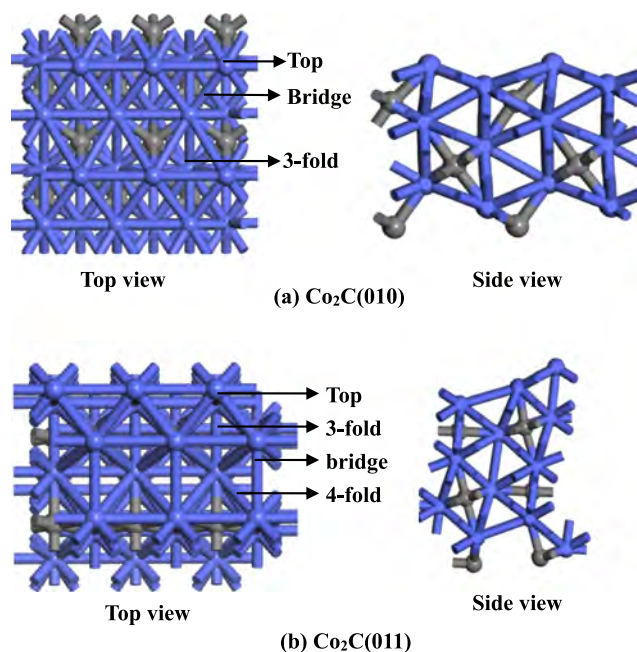 Top
Bridge
3-fold
Top view
Side view
(a) Co₂C(010)
Top
3-fold
bridge
4-fold
Top view
Side view
(b) Co₂C(011)